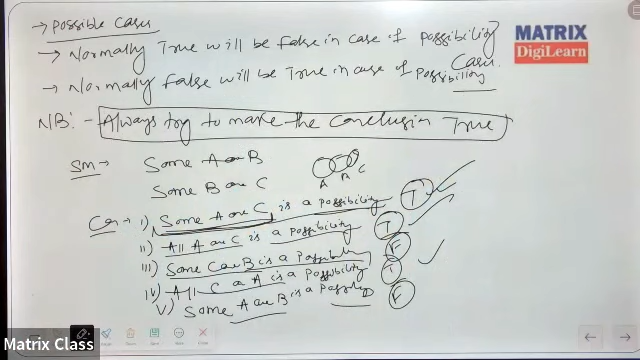 → Possible Cases
→ Normally True will be false in case of possibility
→ Normally false will be True in case of possibility Cases.
NB: - Always try to make the conclusion True
SM → Some A are B
Some B are C
A B C
Con → i) Some A are C, is a possibility T
ii) All A are C is a possibility T
iii) Some C are B is a possibility F
iv) All C are A is a possibility T
v) Some A are B is a possibility F
MATRIX
DigiLearn
Matrix Class